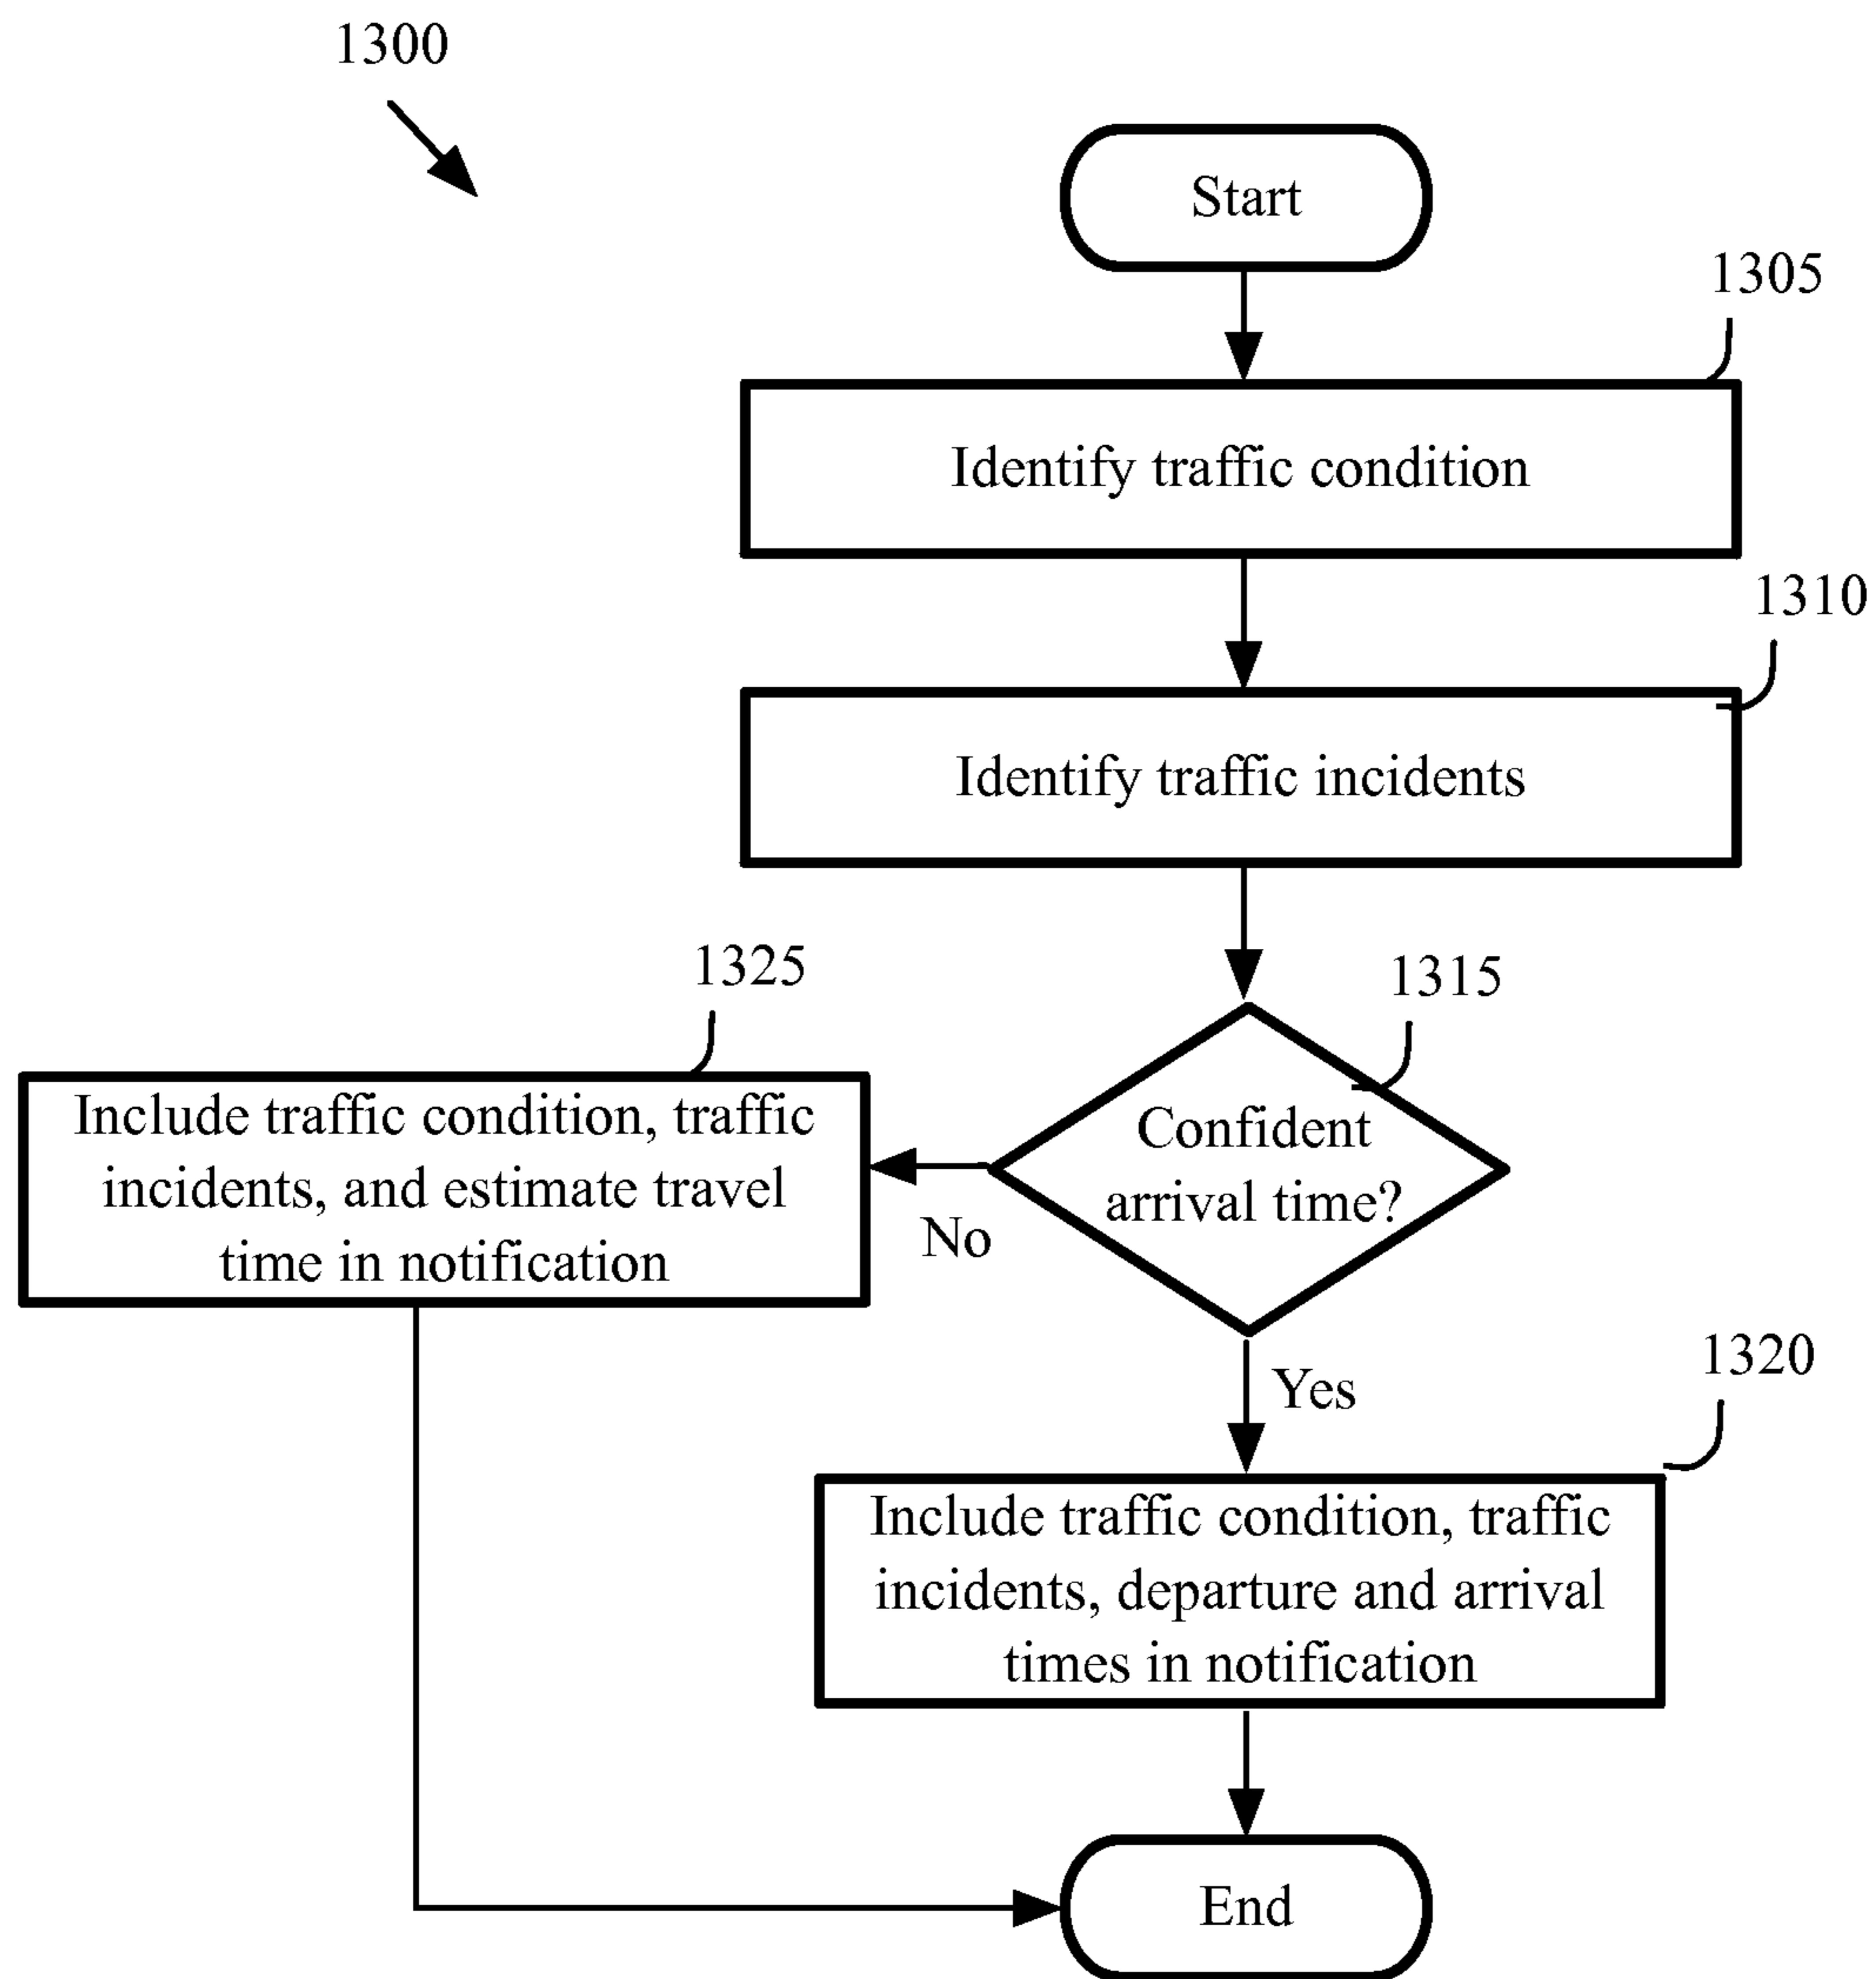 1300
Start
1305
Identify traffic condition
1310
Identify traffic incidents
1325
1315
Include traffic condition, traffic
incidents, and estimate travel
time in notification
Confident
arrival time?
No
Yes
1320
Include traffic condition, traffic
incidents, departure and arrival
times in notification
End